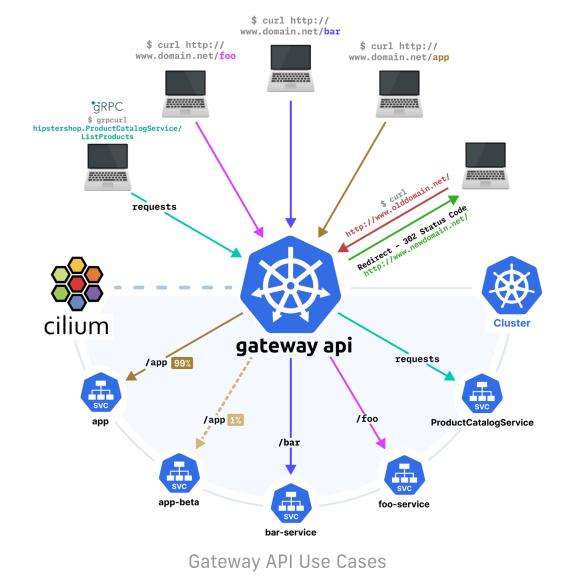 $ curl http://
www.domain.net/bar
$ curl http://
www.domain.net/foo
$ curl http://
www.domain.net/app
gRPC
$ grpcurl
hipstershop.ProductCatalogService/
ListProducts
requests
$ curl
http://www.olddomain.net/
Redirect - 302 Status Code
http://www.newdomain.net/
cilium
gateway api
Cluster
/app 99%
requests
/app 1%
/foo
/bar
SVC
app
SVC
ProductCatalogService
SVC
app-beta
SVC
foo-service
SVC
bar-service
Gateway API Use Cases